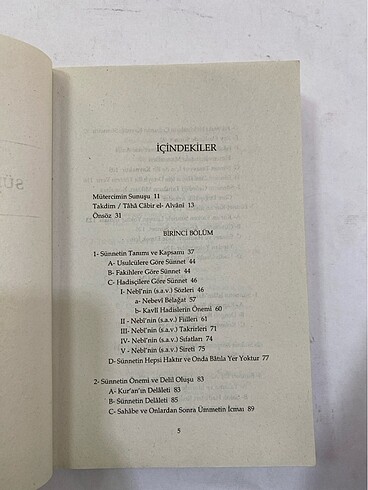 İÇİNDEKİLER
Mütercimin Sunuşu 11
Takdim / Tâhâ Câbir el- Alvânî 13
Önsöz 31
BİRİNCİ BÖLÜM
1- Sünnetin Tanımı ve Kapsamı 37
A- Usulcülere Göre Sünnet 44
B- Fakihlere Göre Sünnet 44
C- Hadisçilere Göre Sünnet 46
I- Nebî'nin (s.a.v.) Sözleri 46
a- Nebevî Belağat 57
b- Kavlî Hadislerin Önemi 60
II - Nebî'nin (s.a.v.) Fiilleri 61
III- Nebî'nin (s.a.v.) Takrirleri 71
IV- Nebî'nin (s.a.v.) Sıfatları 74
V - Nebî'nin (s.a.v.) Sireti 75
D- Sünnetin Hepsi Haktır ve Onda Bâtıla Yer Yoktur 77
2- Sünnetin Önemi ve Delil Oluşu 83
A- Kur'an'ın Delâleti 83
B- Sünnetin Delâleti 85
C- Sahâbe ve Onlardan Sonra Ümmetin İcmaı 89
5